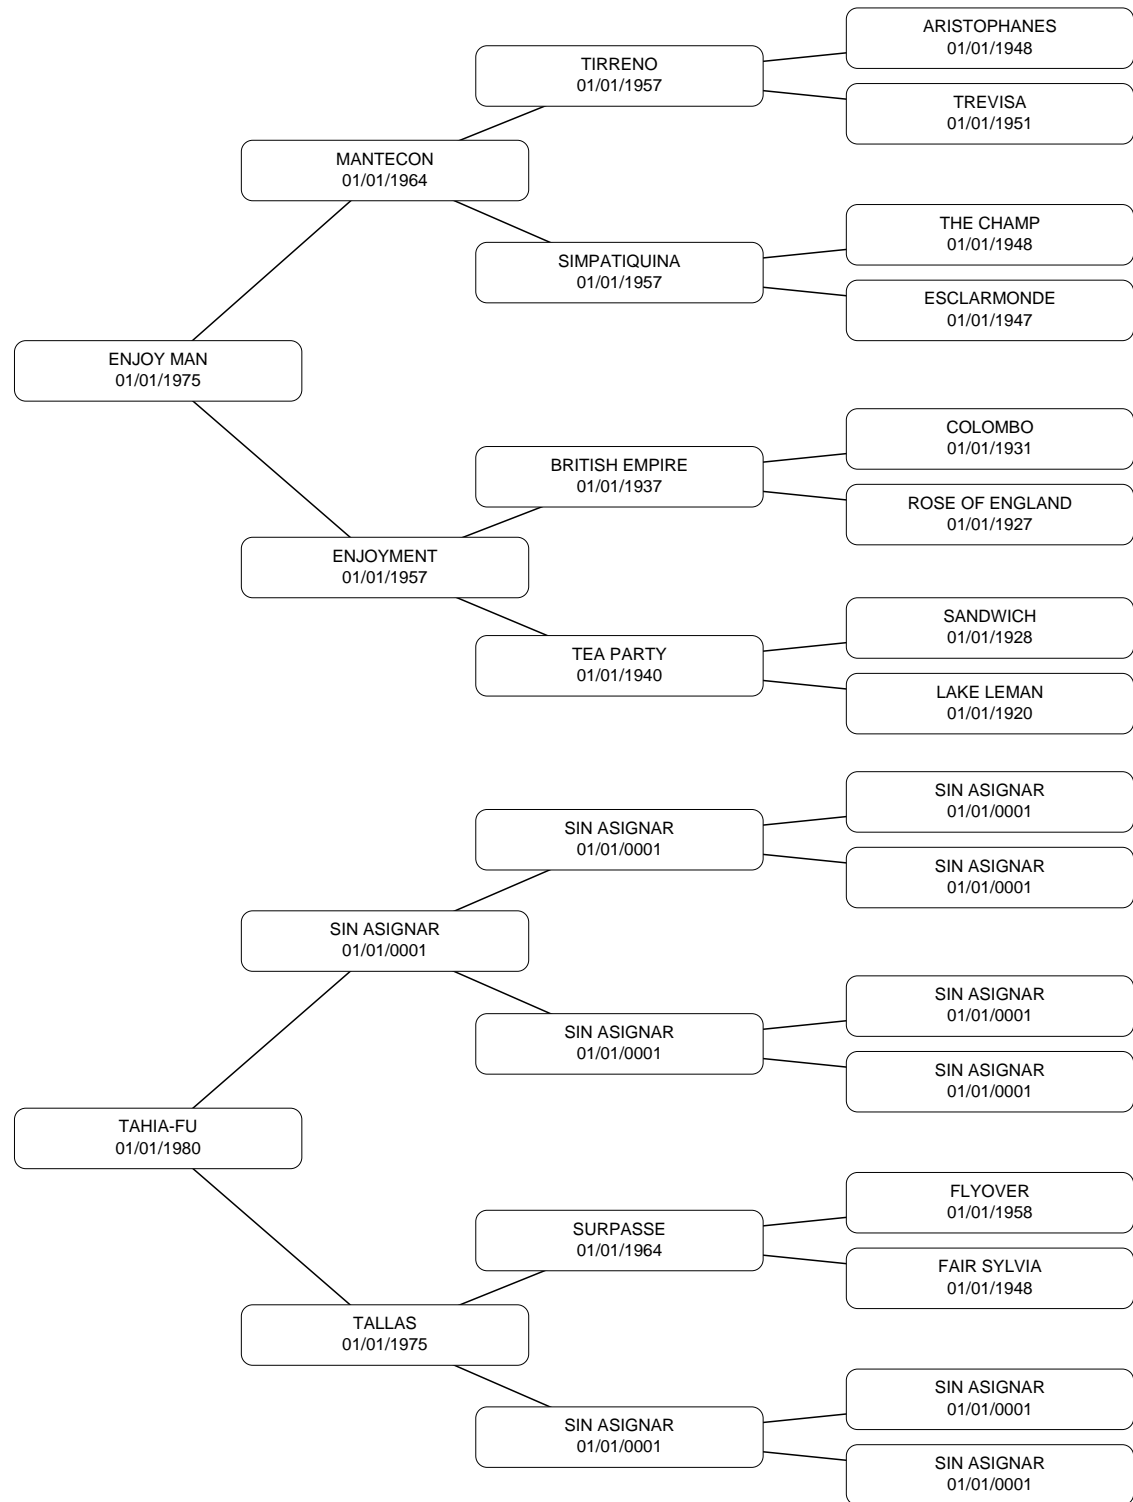 ARISTOPHANES
01/01/1948
TIRRENO
01/01/1957
TREVISA
01/01/1951
MANTECON
01/01/1964
THE CHAMP
01/01/1948
SIMPATIQUINA
01/01/1957
ESCLARMONDE
01/01/1947
ENJOY MAN
01/01/1975
COLOMBO
01/01/1931
BRITISH EMPIRE
01/01/1937
ROSE OF ENGLAND
01/01/1927
ENJOYMENT
01/01/1957
SANDWICH
01/01/1928
TEA PARTY
01/01/1940
LAKE LEMAN
01/01/1920
SIN ASIGNAR
01/01/0001
SIN ASIGNAR
01/01/0001
SIN ASIGNAR
01/01/0001
SIN ASIGNAR
01/01/0001
SIN ASIGNAR
01/01/0001
SIN ASIGNAR
01/01/0001
SIN ASIGNAR
01/01/0001
TAHIA-FU
01/01/1980
FLYOVER
01/01/1958
SURPASSE
01/01/1964
FAIR SYLVIA
01/01/1948
TALLAS
01/01/1975
SIN ASIGNAR
01/01/0001
SIN ASIGNAR
01/01/0001
SIN ASIGNAR
01/01/0001